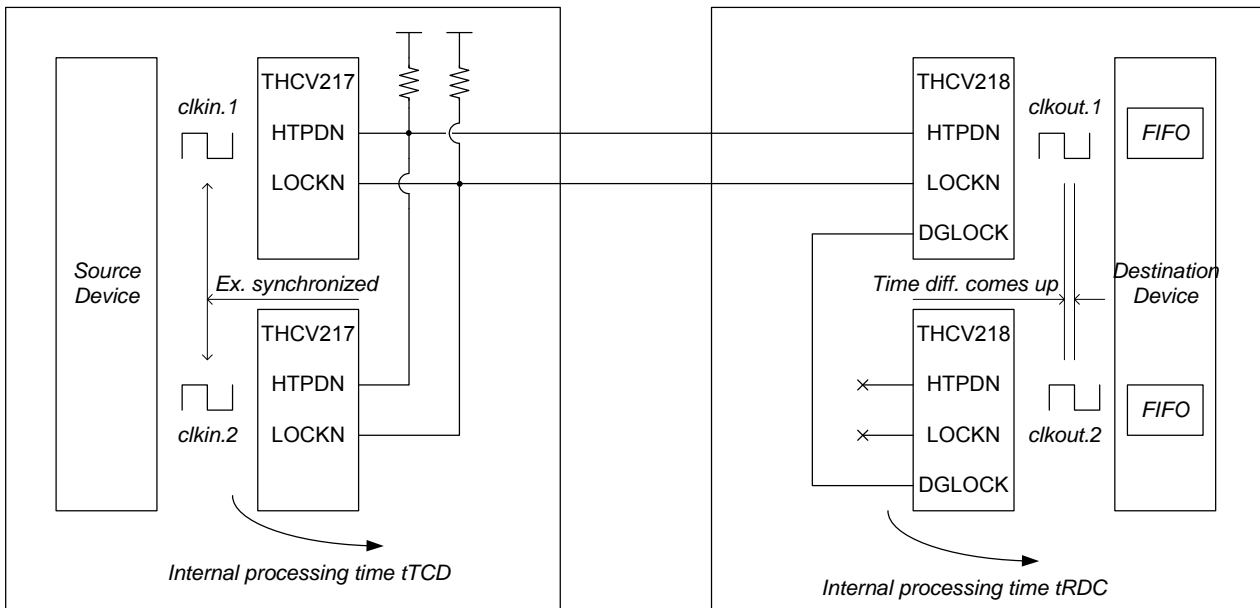 THCV217
clkin.1
HTPDN
LOCKN
Source
Device
Ex. synchronized
THCV217
HTPDN
LOCKN
clkin.2
Internal processing time tTCD
THCV218
clkout.1
HTPDN
FIFO
LOCKN
DGLOCK
Time diff. comes up
Destination
Device
THCV218
HTPDN
FIFO
LOCKN
clkout.2
DGLOCK
Internal processing time tRDC